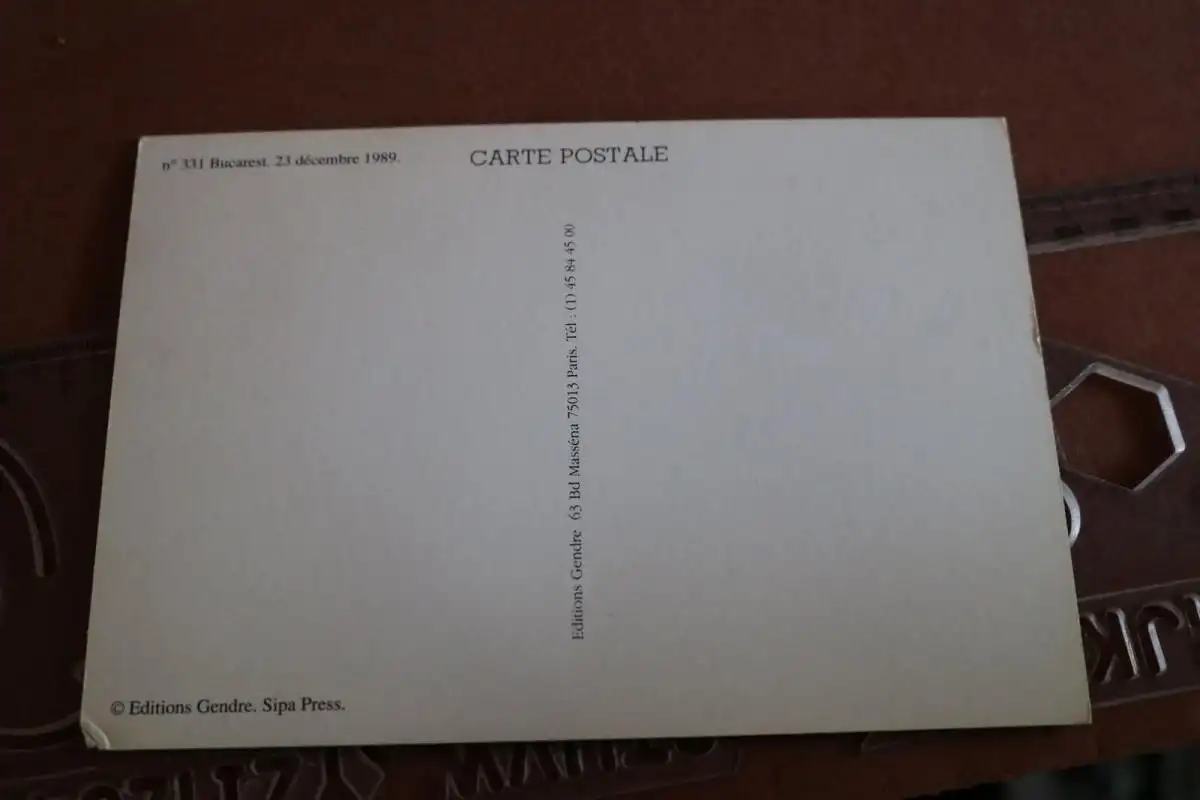 n° 331 Bucarest. 23 décembre 1989.
CARTE POSTALE
Editions Gendre 63 Bd Masséna 75013 Paris. Tél : (1) 45 84 45 00
© Editions Gendre. Sipa Press.